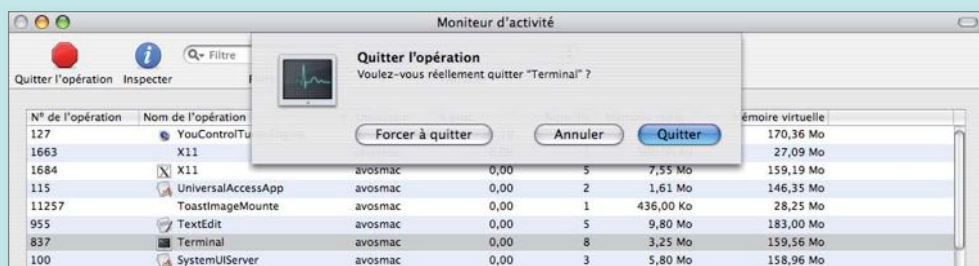 Moniteur d'activité
Quitter l'opération Inspecter
Filtre
Quitter l'opération
Voulez-vous réellement quitter "Terminal" ?
Forcer à quitter Annuler Quitter
N° de l'opération Nom de l'opération émoire virtuelle
127 YouControlTu 170,36 Mo
1663 X11 27,09 Mo
1684 X11 avosmac 0,00 5 7,55 Mo 159,19 Mo
115 UniversalAccessApp avosmac 0,00 2 1,61 Mo 146,35 Mo
11257 ToastImageMounte avosmac 0,00 1 436,00 Ko 28,25 Mo
955 TextEdit avosmac 0,00 5 9,80 Mo 183,00 Mo
837 Terminal avosmac 0,00 8 3,25 Mo 159,56 Mo
100 SystemUIServer avosmac 0,00 3 5,80 Mo 158,96 Mo